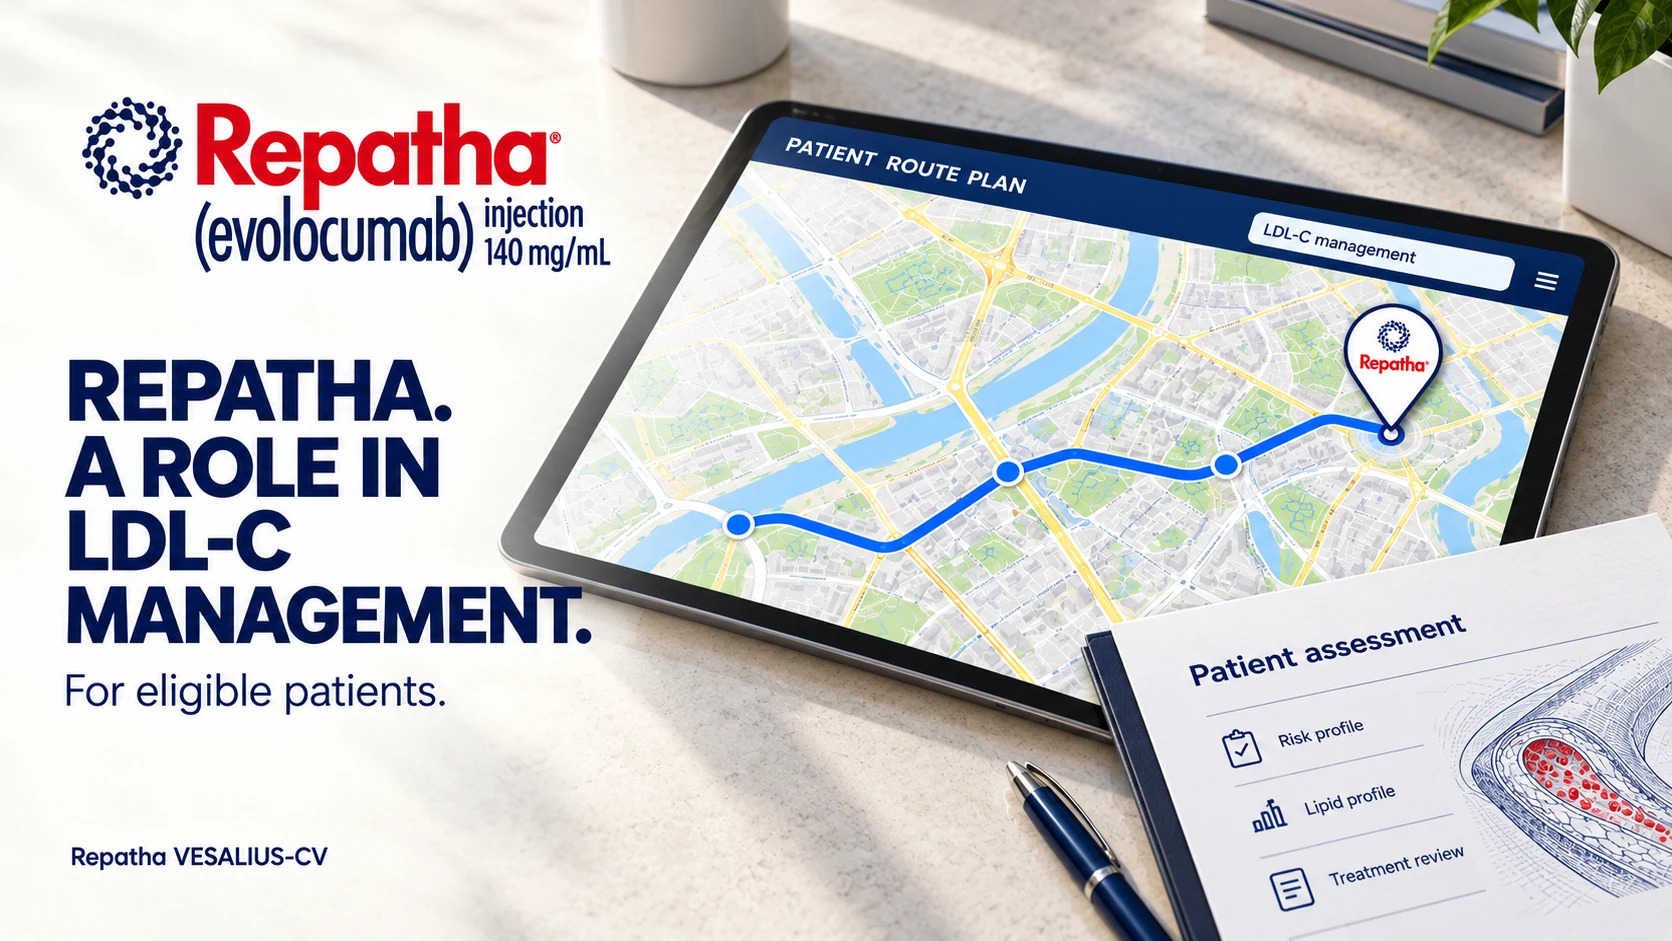 Repatha®
(evolocumab) injection
140 mg/mL
REPATHA.
A ROLE IN
LDL-C
MANAGEMENT.
For eligible patients.
Repatha VESALIUS-CV
PATIENT ROUTE PLAN
LDL-C management
Repatha®
Patient assessment
Risk profile
Lipid profile
Treatment review